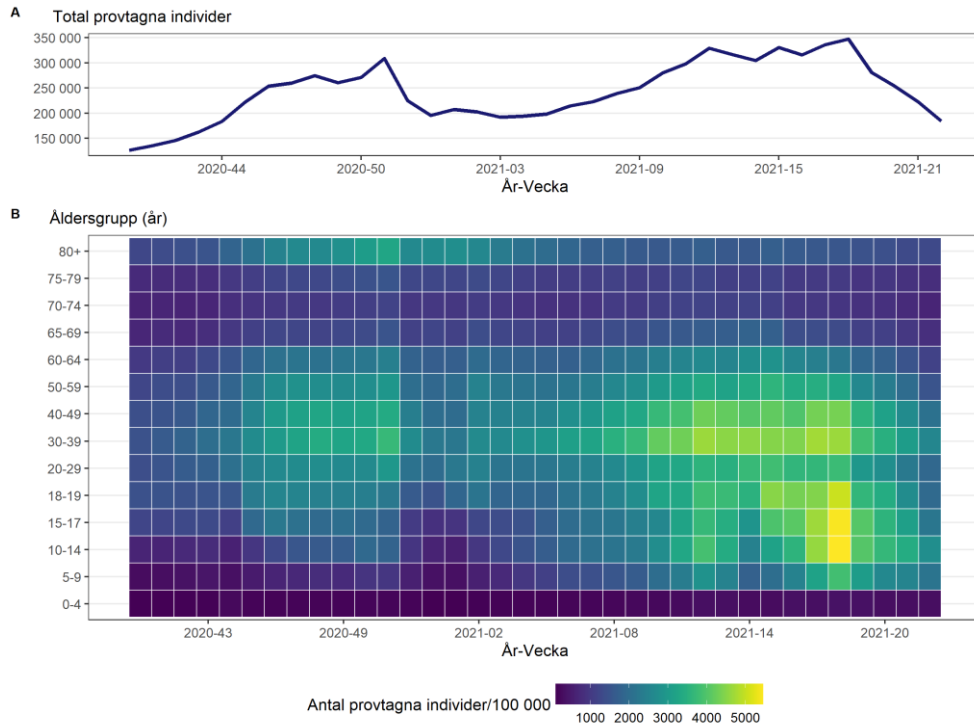 A Total provtagna individer
350 000
300 000
250 000
200 000
150 000
2020-44 2020-50 2021-03 2021-09 2021-15 2021-21
År-Vecka
B Åldersgrupp (år)
80+
75-79
70-74
65-69
60-64
50-59
40-49
30-39
20-29
18-19
15-17
10-14
5-9
0-4
2020-43 2020-49 2021-02 2021-08 2021-14 2021-20
År-Vecka
Antal provtagna individer/100 000
1000 2000 3000 4000 5000